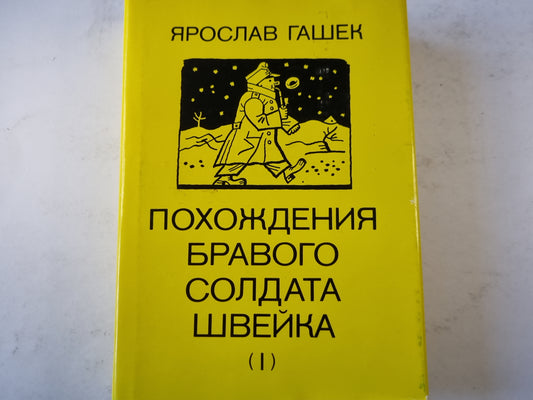 ЯРОСЛАВ ГАШЕК
ПОХОЖДЕНИЯ
БРАВОГО
СОЛДАТА
ШВЕЙКА
(I)